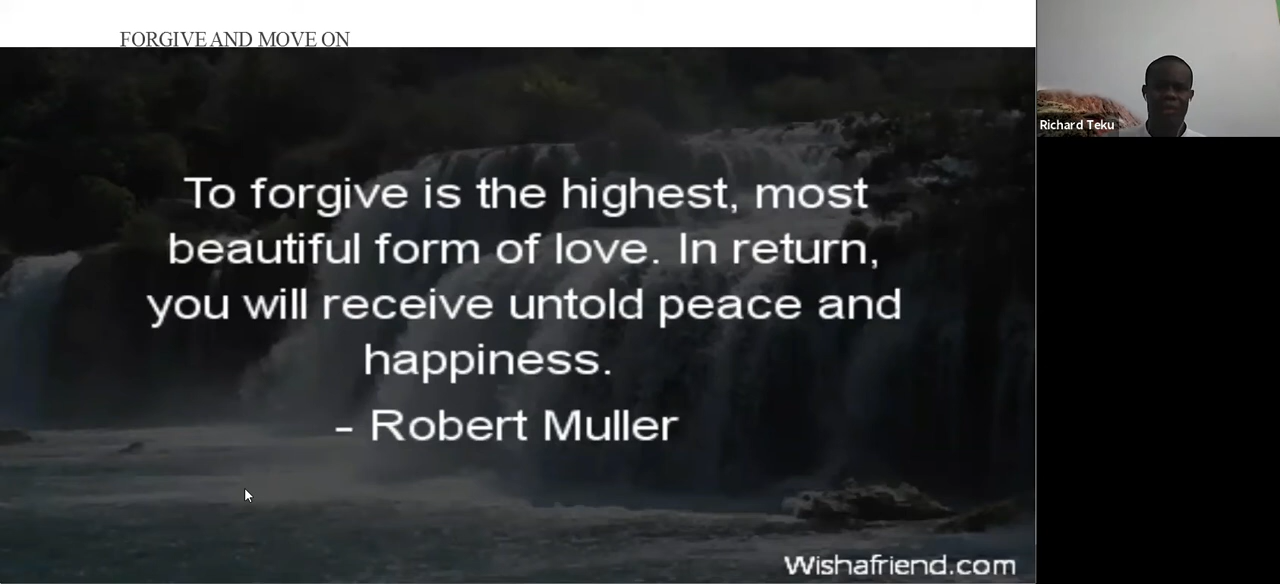 FORGIVE AND MOVE ON
To forgive is the highest, most
beautiful form of love. In return,
you will receive untold peace and
happiness.
- Robert Muller
Wishafriend.com
Richard Teku